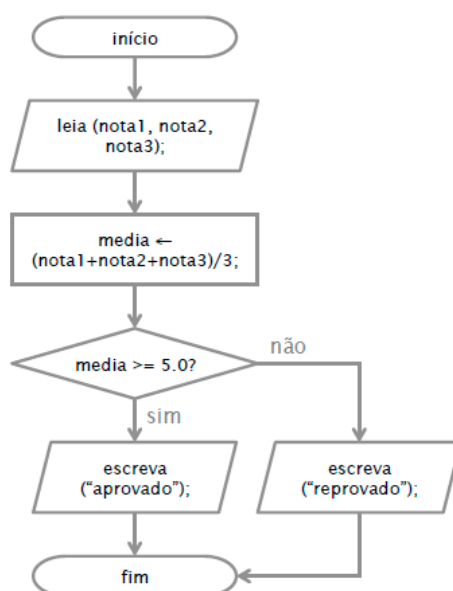 início
leia (nota1, nota2,
nota3);
media ←
(nota1+nota2+nota3)/3;
media >= 5.0?
não
sim
escreva
(“aprovado”);
escreva
(“reprovado”);
fim